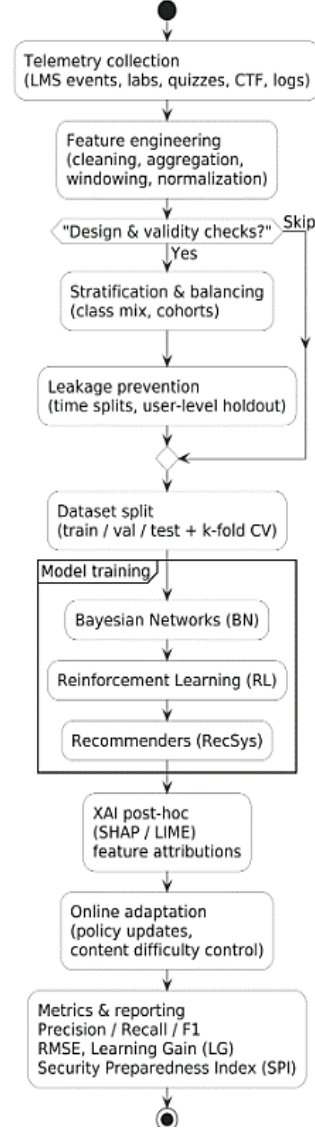 Telemetry collection
(LMS events, labs, quizzes, CTF, logs)
Feature engineering
(cleaning, aggregation,
windowing, normalization)
"Design & validity checks?"
Skip
Yes
Stratification & balancing
(class mix, cohorts)
Leakage prevention
(time splits, user-level holdout)
Dataset split
(train / val / test + k-fold CV)
Model training
Bayesian Networks (BN)
Reinforcement Learning (RL)
Recommenders (RecSys)
XAI post-hoc
(SHAP / LIME)
feature attributions
Online adaptation
(policy updates,
content difficulty control)
Metrics & reporting
Precision / Recall / F1
RMSE, Learning Gain (LG)
Security Preparedness Index (SPI)